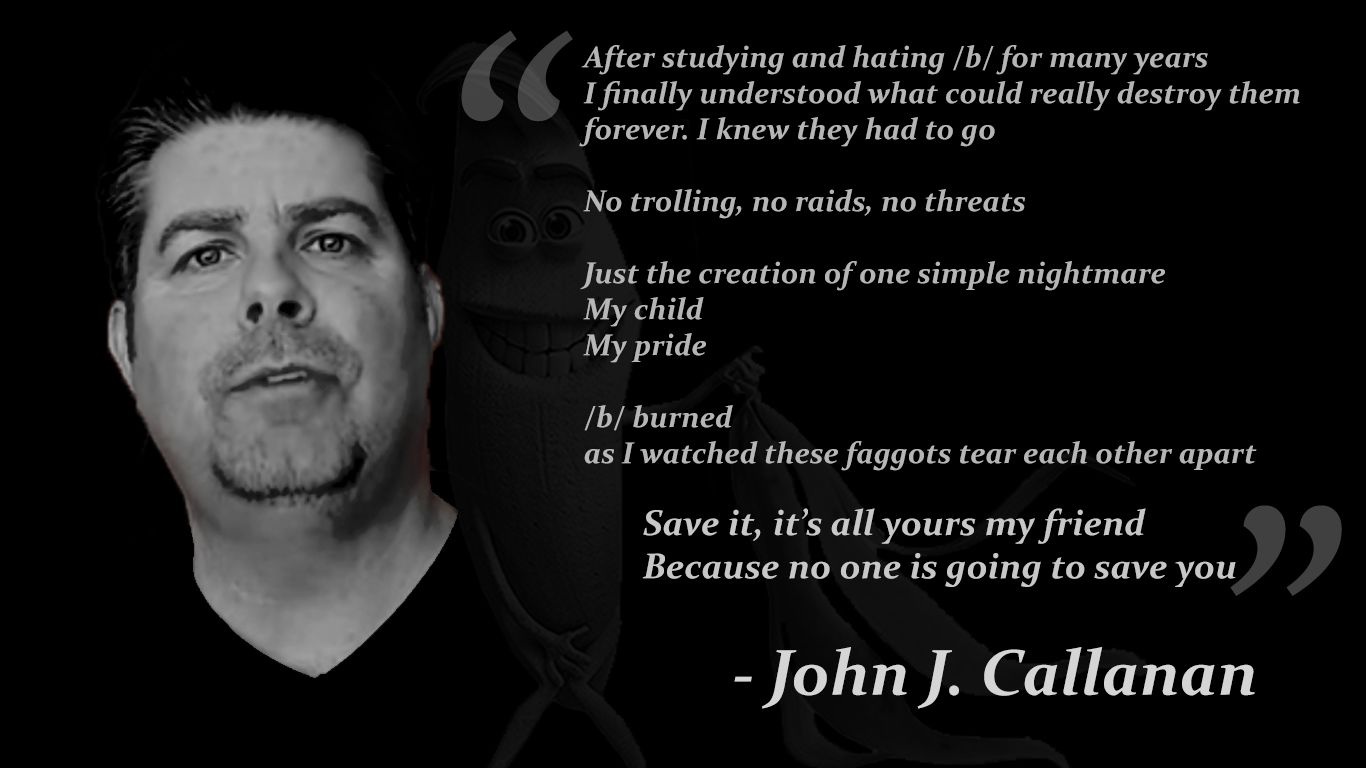 “
After studying and hating /b/ for many years
I finally understood what could really destroy them
forever. I knew they had to go
No trolling, no raids, no threats
Just the creation of one simple nightmare
My child
My pride
/b/ burned
as I watched these faggots tear each other apart
Save it, it’s all yours my friend
Because no one is going to save you
”
- John J. Callanan